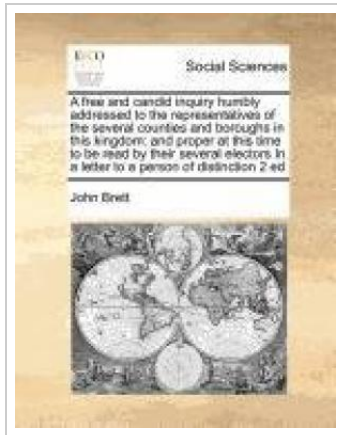 ECCO
Social Sciences
A free and candid inquiry humbly
addressed to the representatives of
the several counties and boroughs in
this kingdom: and proper at this time
to be read by their several electors In
a letter to a person of distinction 2 ed
John Brett